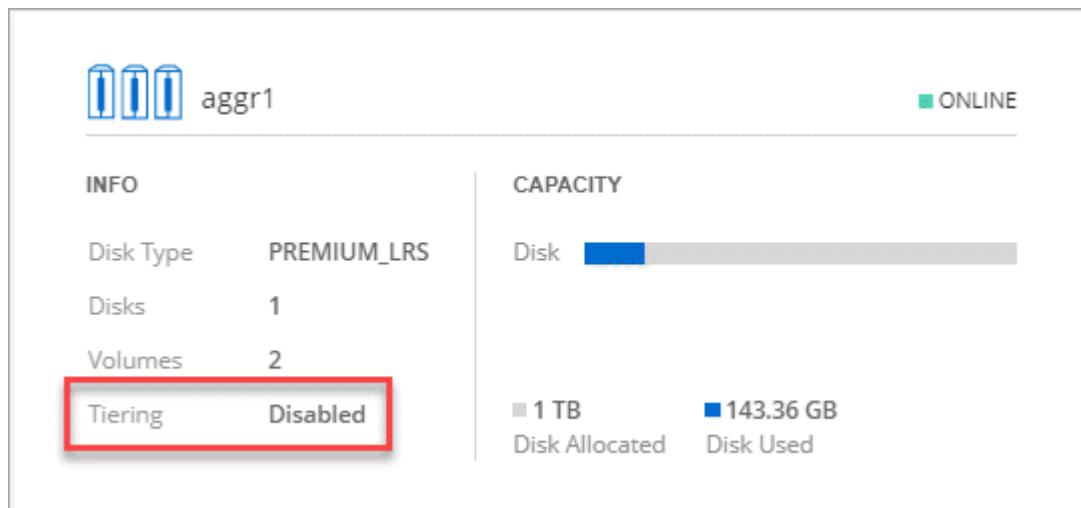 aggr1
ONLINE
INFO
Disk Type PREMIUM_LRS
Disks 1
Volumes 2
Tiering Disabled
CAPACITY
Disk
1 TB 143.36 GB
Disk Allocated Disk Used